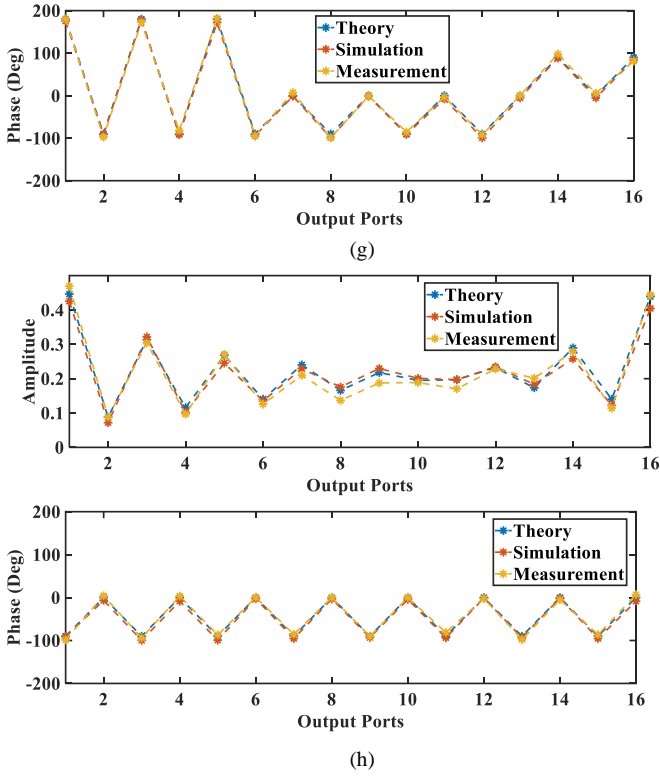 200
100
0
-100
-200
Phase (Deg)
Theory
Simulation
Measurement
2 4 6 8 10 12 14 16
Output Ports
(g)
0.4
0.3
0.2
0.1
0
Amplitude
Theory
Simulation
Measurement
2 4 6 8 10 12 14 16
Output Ports
200
100
0
-100
-200
Phase (Deg)
Theory
Simulation
Measurement
2 4 6 8 10 12 14 16
Output Ports
(h)